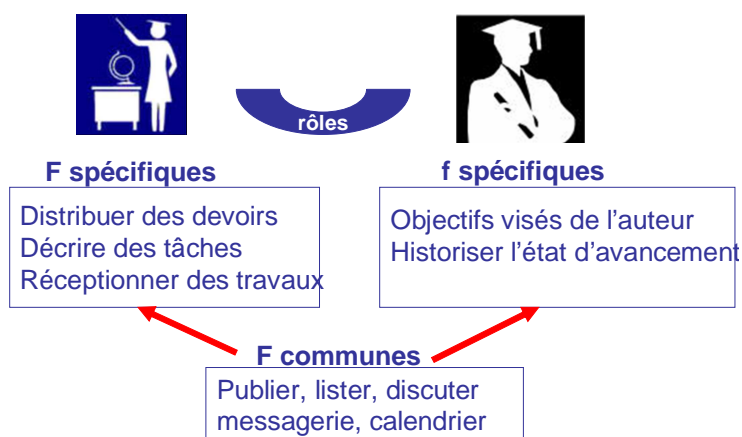 rôles
F spécifiques
Distribuer des devoirs
Décrire des tâches
Réceptionner des travaux
f spécifiques
Objectifs visés de l'auteur
Historiser l'état d'avancement
F communes
Publier, lister, discuter
messagerie, calendrier